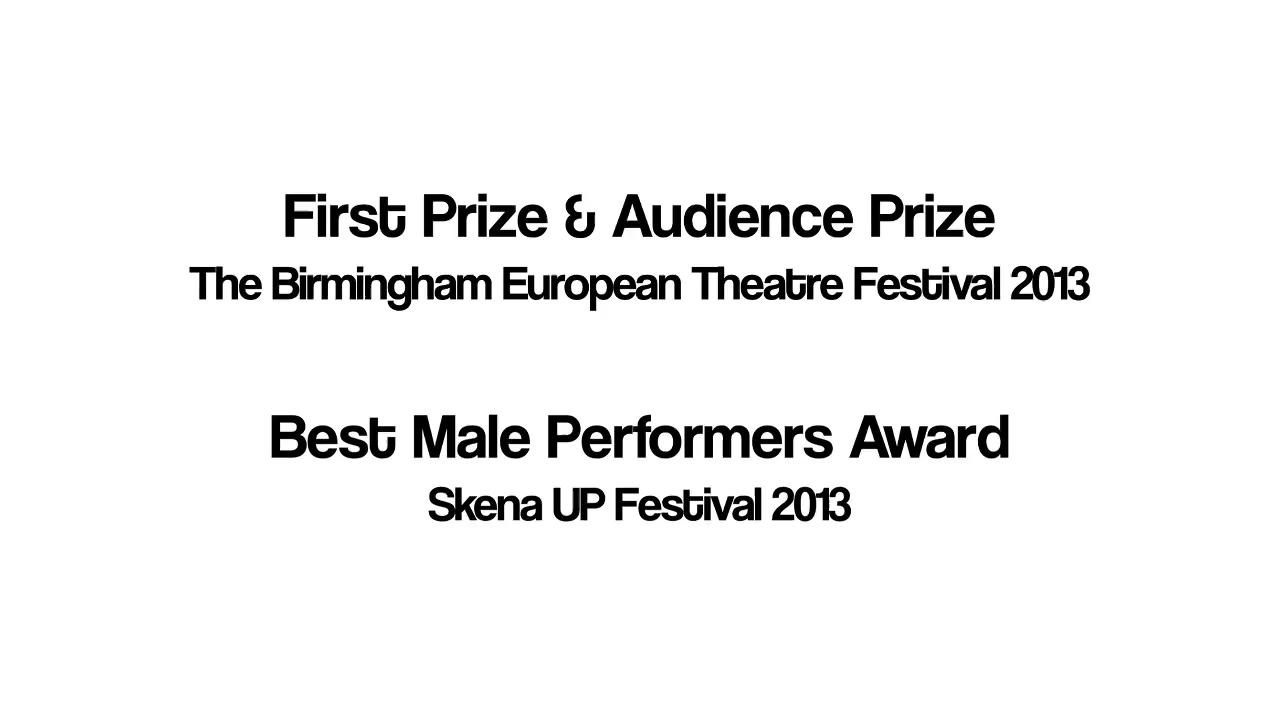 First Prize & Audience Prize
The Birmingham European Theatre Festival 2013
Best Male Performers Award
Skena UP Festival 2013